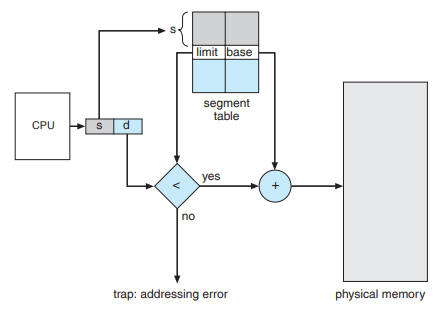 s
limit base
segment
table
CPU
s d
<
yes
+
no
trap: addressing error
physical memory